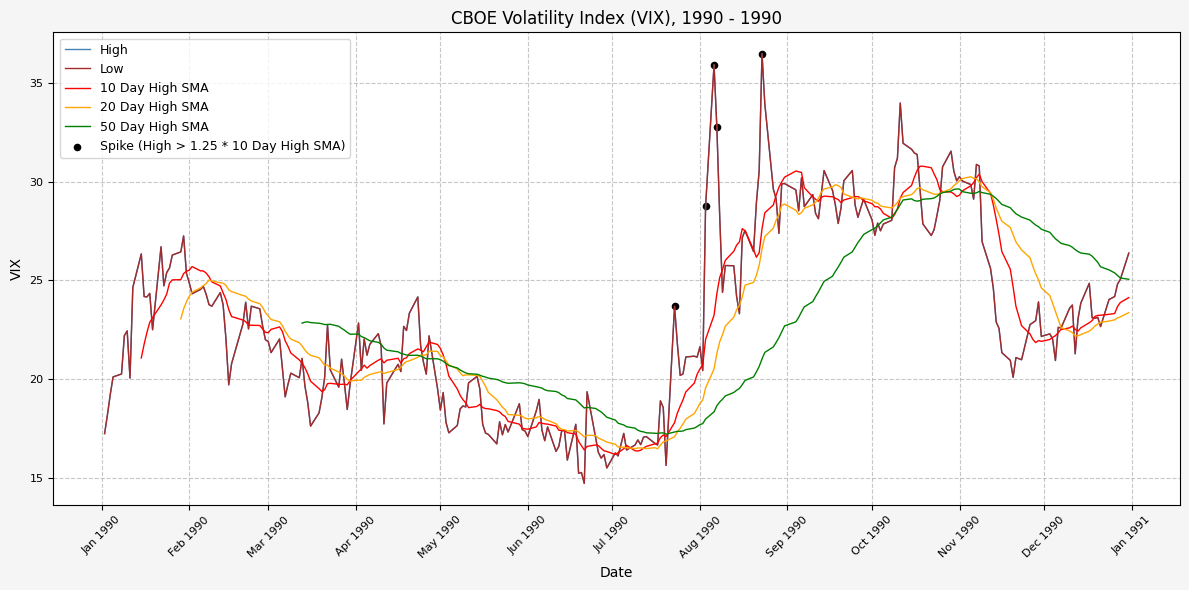 CBOE Volatility Index (VIX), 1990 - 1990
High
Low
10 Day High SMA
20 Day High SMA
50 Day High SMA
Spike (High > 1.25 * 10 Day High SMA)
35
30
25
20
15
VIX
Jan 1990
Feb 1990
Mar 1990
Apr 1990
May 1990
Jun 1990
Jul 1990
Aug 1990
Sep 1990
Oct 1990
Nov 1990
Dec 1990
Jan 1991
Date